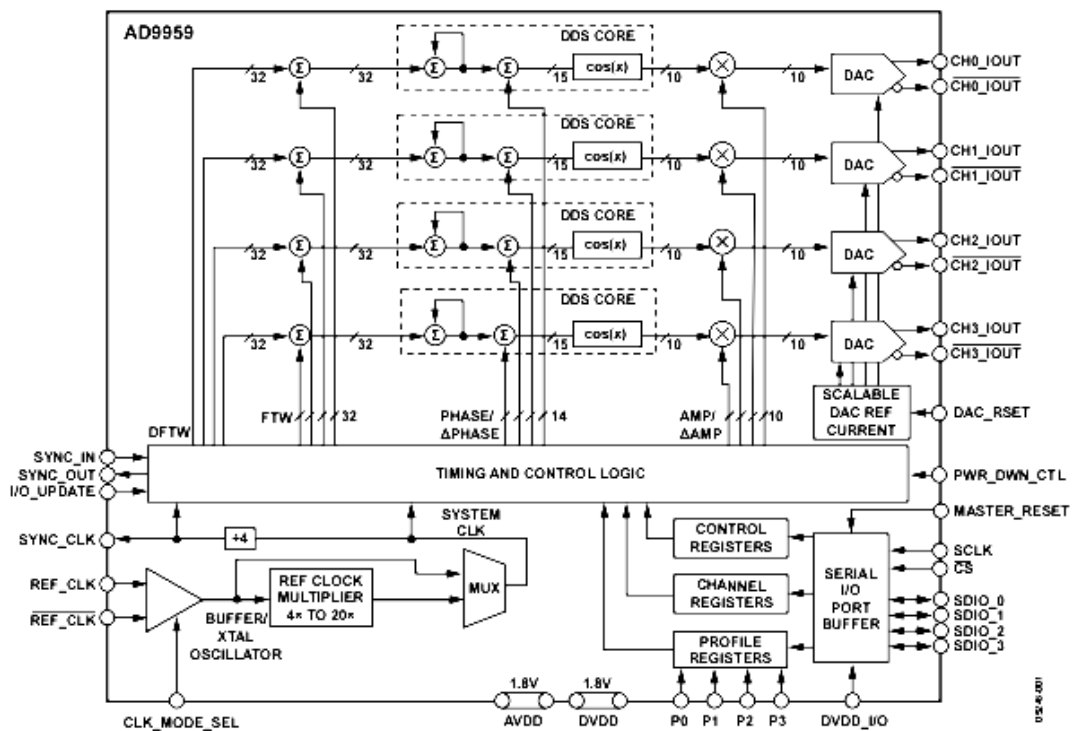 AD9959
DDS CORE
Σ Σ Σ cos(x) × DAC
32 32 15 10 10
CH0_IOUT
CH0_IOUT
DDS CORE
Σ Σ Σ cos(x) × DAC
32 32 15 10 10
CH1_IOUT
CH1_IOUT
DDS CORE
Σ Σ Σ cos(x) × DAC
32 32 15 10 10
CH2_IOUT
CH2_IOUT
DDS CORE
Σ Σ Σ cos(x) × DAC
32 32 15 10 10
CH3_IOUT
CH3_IOUT
SCALABLE
DAC REF
CURRENT
DAC_RSET
DFTW
FTW 32
PHASE/
ΔPHASE
14
AMP/
ΔAMP
10
SYNC_IN
SYNC_OUT
I/O_UPDATE
TIMING AND CONTROL LOGIC
PWR_DWN_CTL
SYNC_CLK
÷4
SYSTEM
CLK
REF_CLK
REF_CLK
BUFFER/
XTAL
OSCILLATOR
REF CLOCK
MULTIPLIER
4× TO 20×
MUX
CONTROL
REGISTERS
CHANNEL
REGISTERS
PROFILE
REGISTERS
SERIAL
I/O
PORT
BUFFER
MASTER_RESET
SCLK
CS
SDIO_0
SDIO_1
SDIO_2
SDIO_3
1.8V 1.8V
CLK_MODE_SEL AVDD DVDD P0 P1 P2 P3 DVDD_I/O
05246-001